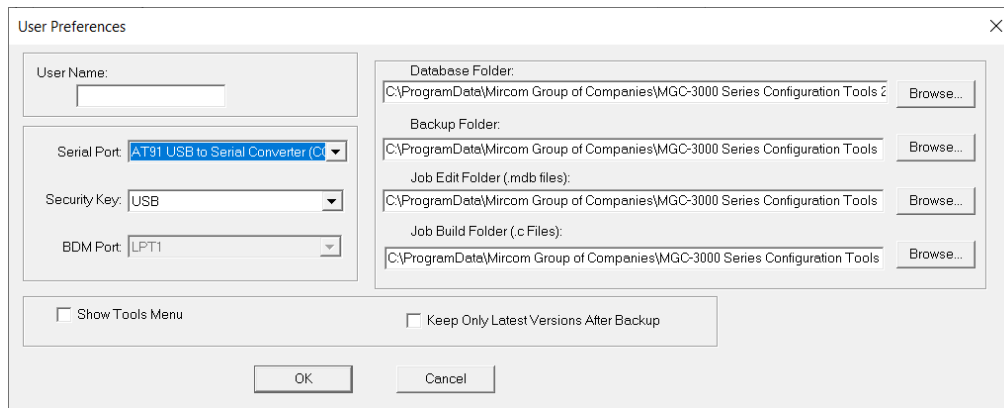 User Preferences
User Name:
Serial Port: AT91 USB to Serial Converter (CO
Security Key: USB
BDM Port: LPT1
Database Folder:
C:\ProgramData\Mircom Group of Companies\MGC-3000 Series Configuration Tools 2
Browse...
Backup Folder:
C:\ProgramData\Mircom Group of Companies\MGC-3000 Series Configuration Tools
Browse...
Job Edit Folder (.mdb files):
C:\ProgramData\Mircom Group of Companies\MGC-3000 Series Configuration Tools
Browse...
Job Build Folder (.c Files):
C:\ProgramData\Mircom Group of Companies\MGC-3000 Series Configuration Tools
Browse...
Show Tools Menu
Keep Only Latest Versions After Backup
OK
Cancel